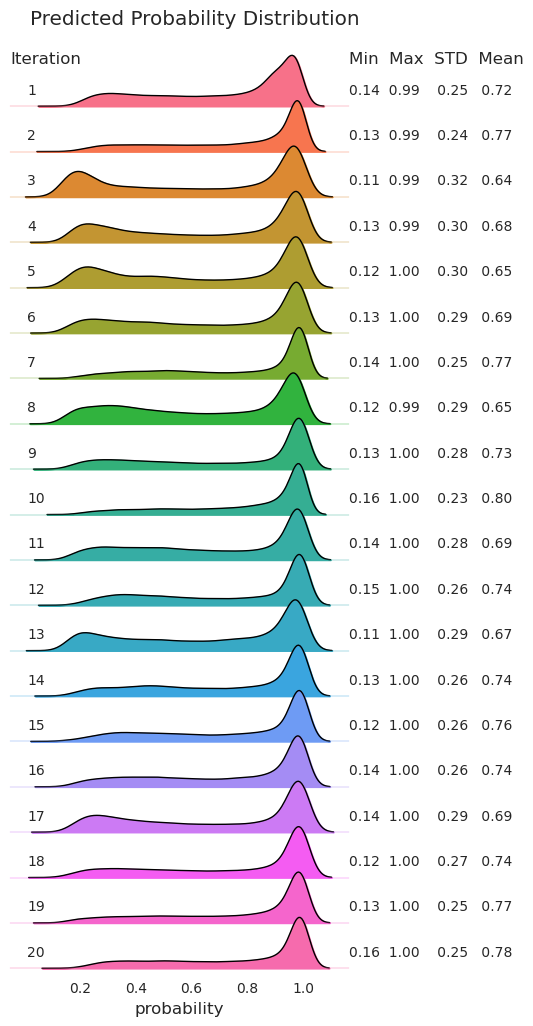 Predicted Probability Distribution
Iteration Min Max STD Mean
1 0.14 0.99 0.25 0.72
2 0.13 0.99 0.24 0.77
3 0.11 0.99 0.32 0.64
4 0.13 0.99 0.30 0.68
5 0.12 1.00 0.30 0.65
6 0.13 1.00 0.29 0.69
7 0.14 1.00 0.25 0.77
8 0.12 0.99 0.29 0.65
9 0.13 1.00 0.28 0.73
10 0.16 1.00 0.23 0.80
11 0.14 1.00 0.28 0.69
12 0.15 1.00 0.26 0.74
13 0.11 1.00 0.29 0.67
14 0.13 1.00 0.26 0.74
15 0.12 1.00 0.26 0.76
16 0.14 1.00 0.26 0.74
17 0.14 1.00 0.29 0.69
18 0.12 1.00 0.27 0.74
19 0.13 1.00 0.25 0.77
20 0.16 1.00 0.25 0.78
0.2 0.4 0.6 0.8 1.0
probability